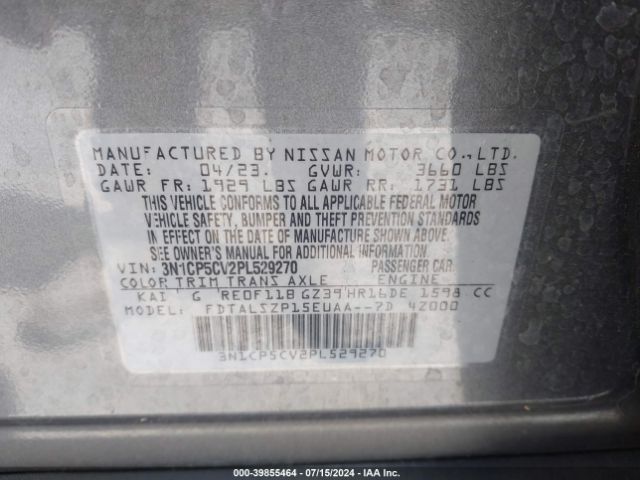 MANUFACTURED BY NISSAN MOTOR CO.,LTD.
DATE: 04/23. GVWR: 3660 LBS
GAWR FR: 1929 LBS GAWR RR: 1731 LBS
THIS VEHICLE CONFORMS TO ALL APPLICABLE FEDERAL MOTOR
VEHICLE SAFETY, BUMPER AND THEFT PREVENTION STANDARDS
IN EFFECT ON THE DATE OF MANUFACTURE SHOWN ABOVE.
SEE OWNER'S MANUAL FOR ADDITIONAL INFORMATION
VIN: 3N1CP5CV2PL529270 PASSENGER CAR
COLOR TRIM TRANS AXLE ENGINE
KAI G RE0F11B GZ39 HR16DE 1598 CC
MODEL: FDTALSZP15EUAA--7D 4Z000
3N1CP5CV2PL529270
000-39855464 - 07/15/2024 - IAA Inc.